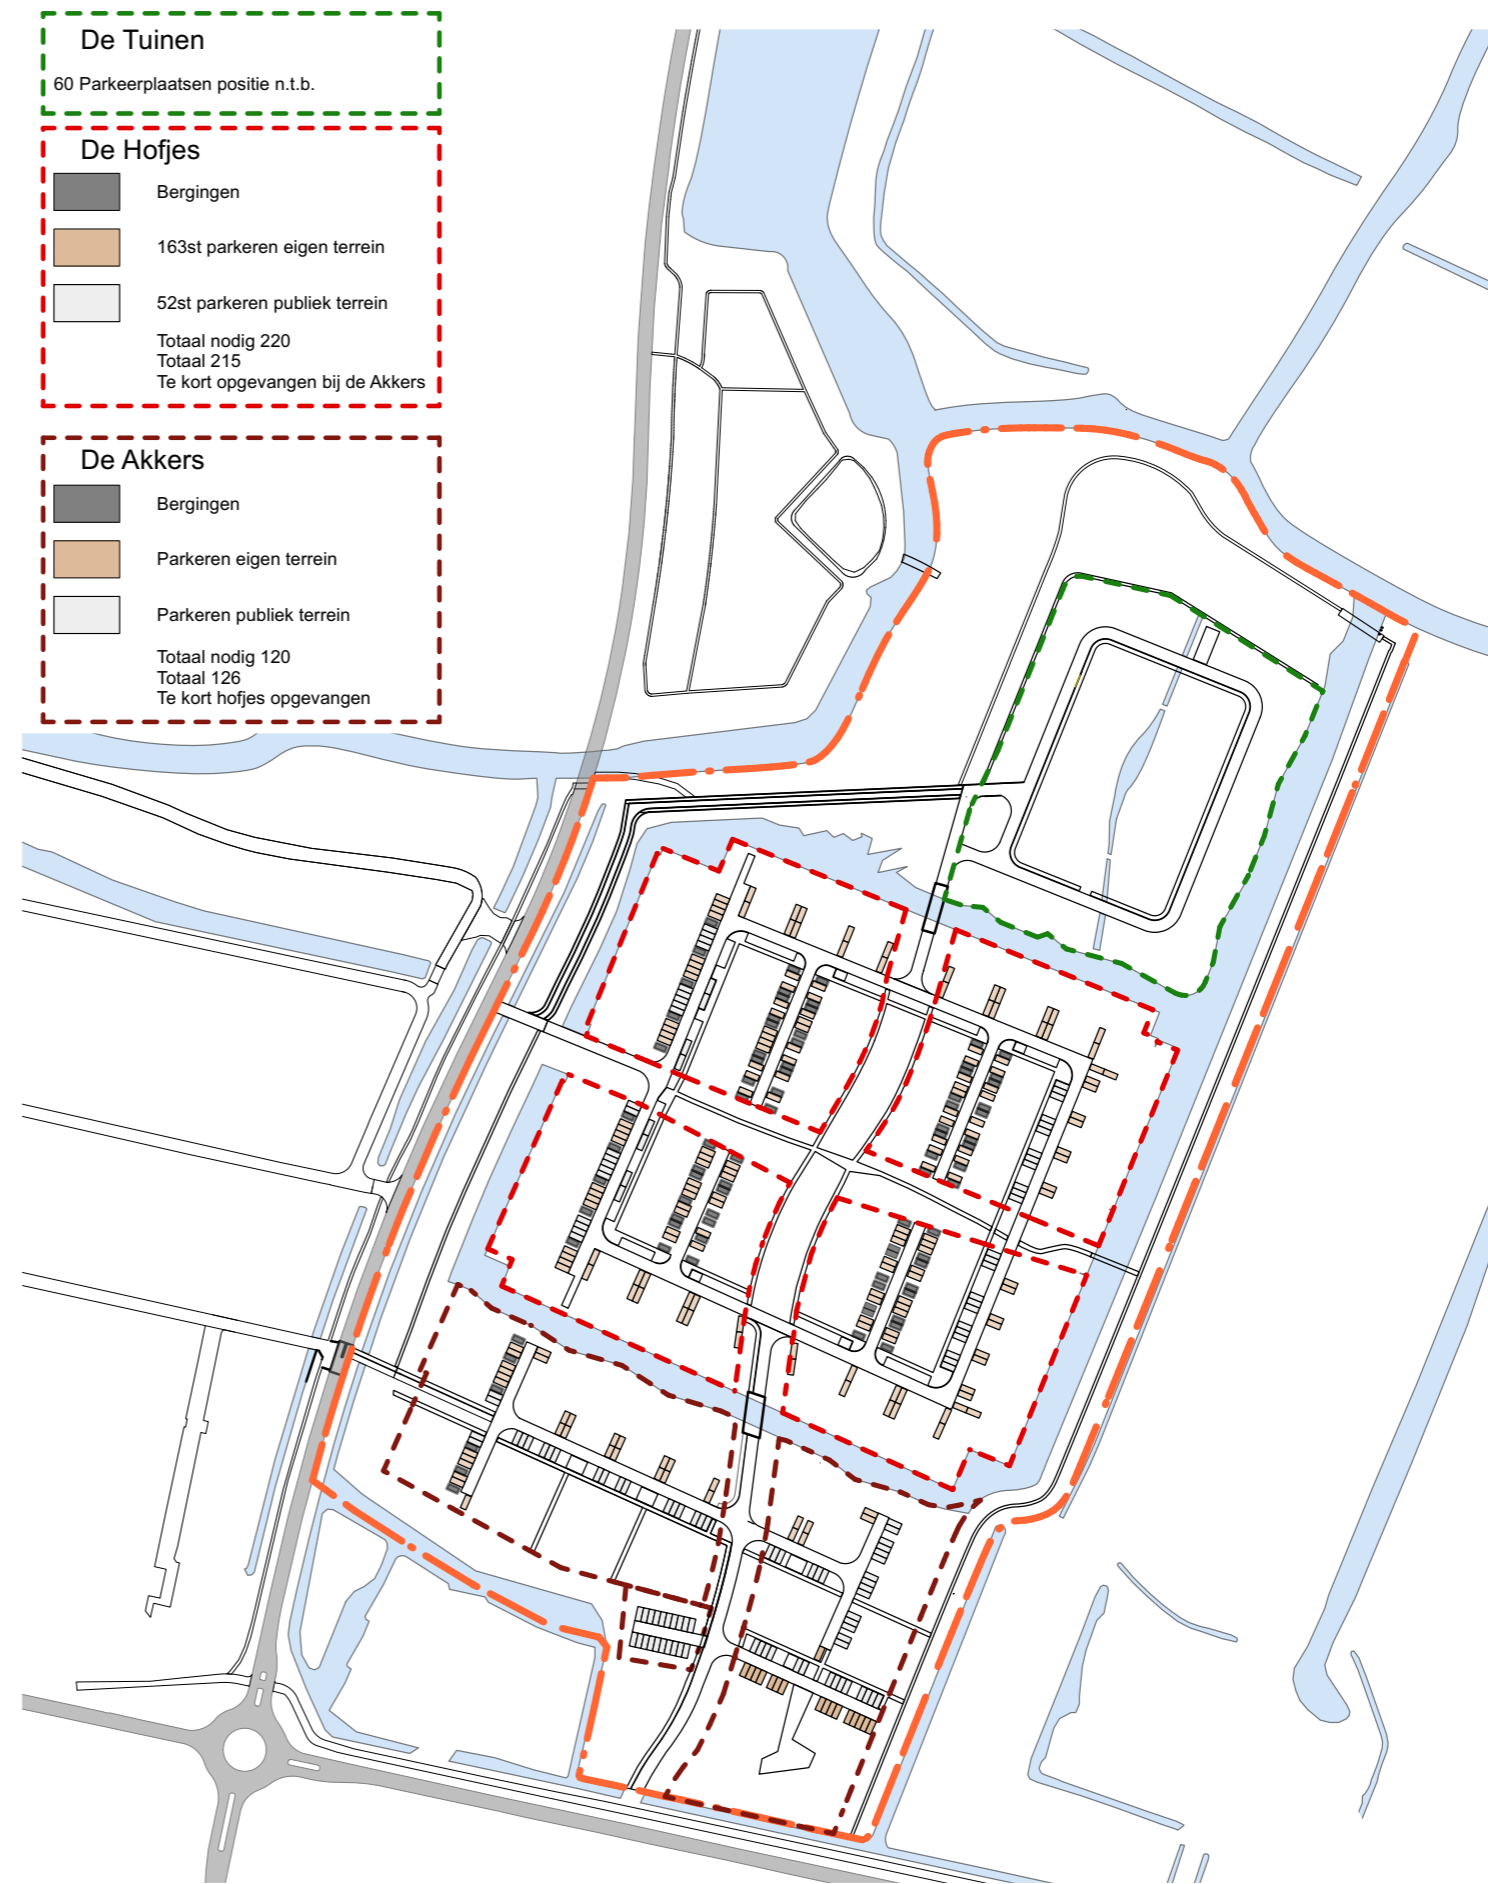 De Tuinen
60 Parkeerplaatsen positie n.t.b.
De Hofjes
Bergingen
163st parkeren eigen terrein
52st parkeren publiek terrein
Totaal nodig 220
Totaal 215
Te kort opgevangen bij de Akkers
De Akkers
Bergingen
Parkeren eigen terrein
Parkeren publiek terrein
Totaal nodig 120
Totaal 126
Te kort hofjes opgevangen